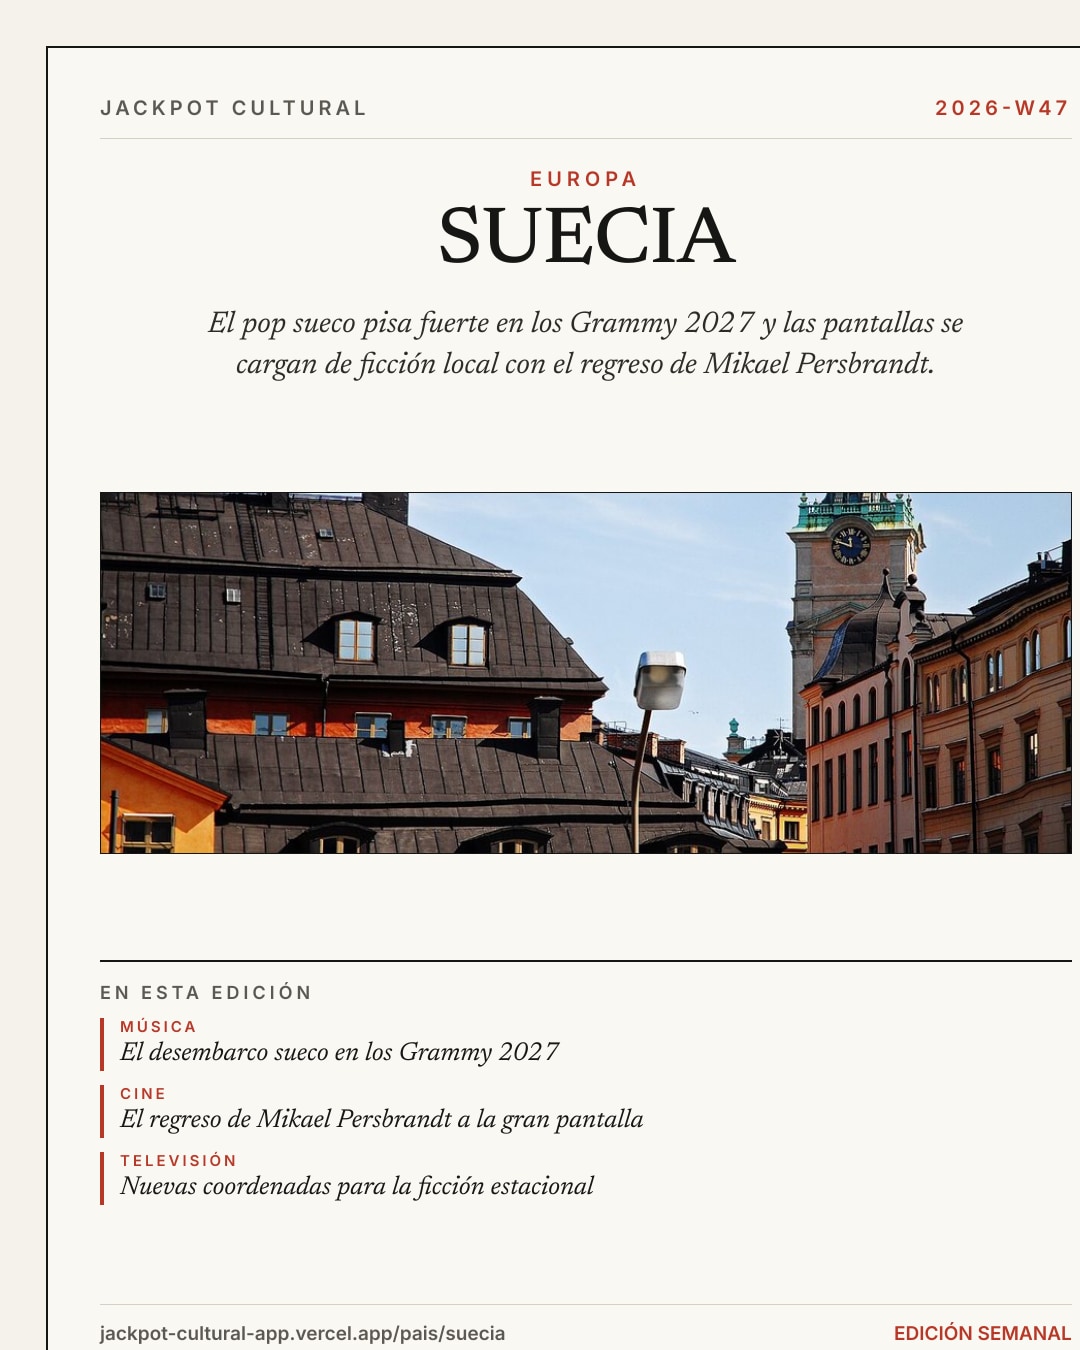 JACKPOT CULTURAL
2026-W47
EUROPA
SUECIA
El pop sueco pisa fuerte en los Grammy 2027 y las pantallas se
cargan de ficción local con el regreso de Mikael Persbrandt.
EN ESTA EDICIÓN
MÚSICA
El desembarco sueco en los Grammy 2027
CINE
El regreso de Mikael Persbrandt a la gran pantalla
TELEVISIÓN
Nuevas coordenadas para la ficción estacional
jackpot-cultural-app.vercel.app/pais/suecia
EDICIÓN SEMANAL